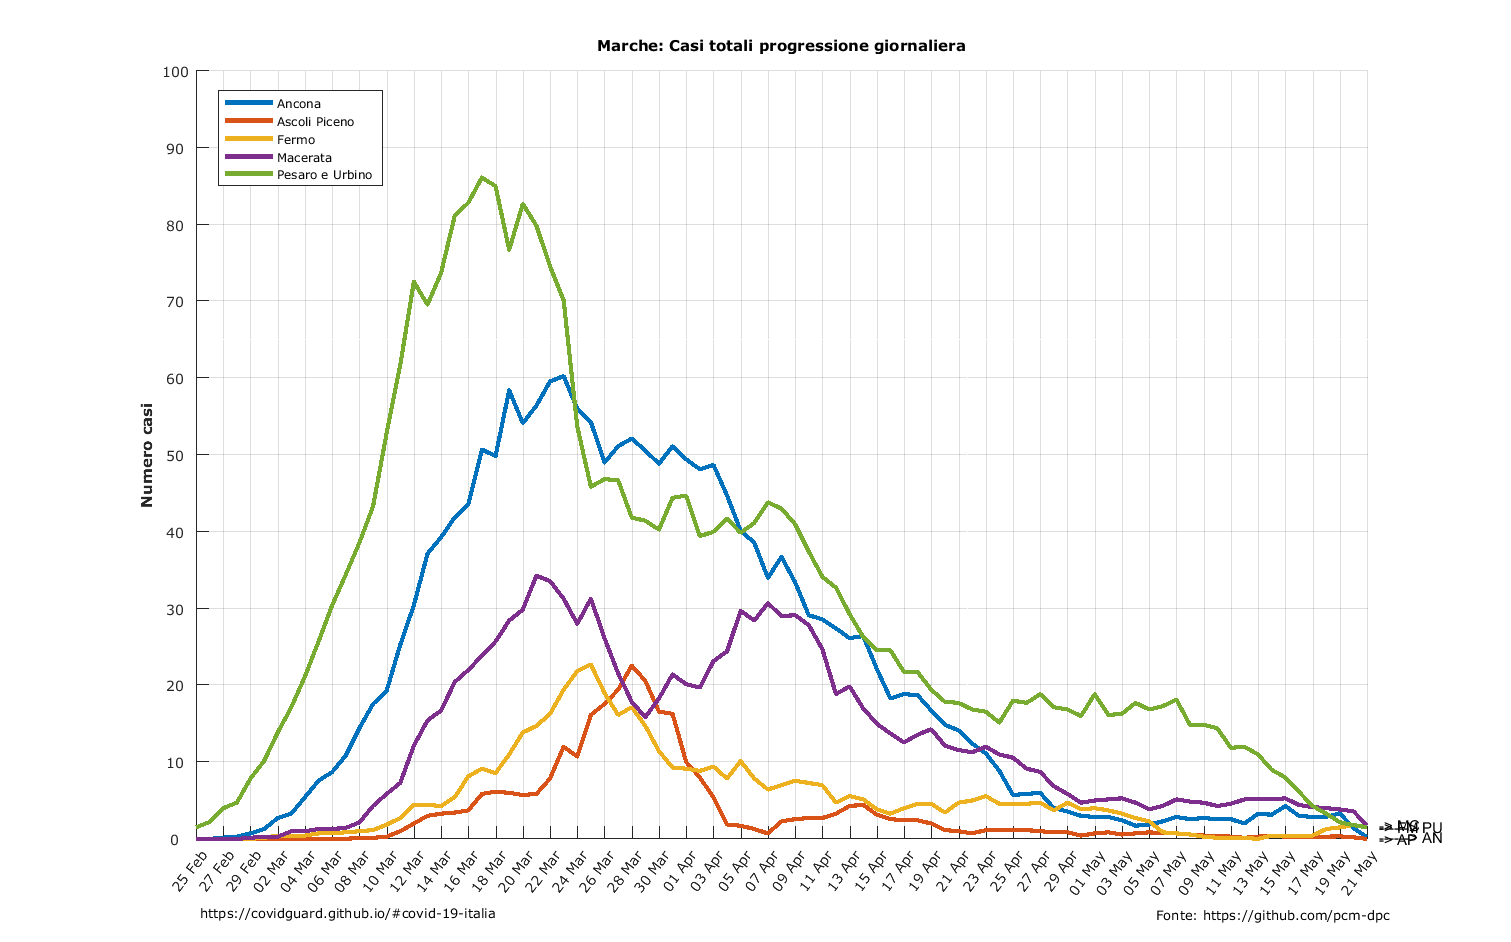 Marche: Casi totali progressione giornaliera
Numero casi
100
90
80
70
60
50
40
30
20
10
0
Ancona
Ascoli Piceno
Fermo
Macerata
Pesaro e Urbino
25 Feb
27 Feb
29 Feb
02 Mar
04 Mar
06 Mar
08 Mar
10 Mar
12 Mar
14 Mar
16 Mar
18 Mar
20 Mar
22 Mar
24 Mar
26 Mar
28 Mar
30 Mar
01 Apr
03 Apr
05 Apr
07 Apr
09 Apr
11 Apr
13 Apr
15 Apr
17 Apr
19 Apr
21 Apr
23 Apr
25 Apr
27 Apr
29 Apr
01 May
03 May
05 May
07 May
09 May
11 May
13 May
15 May
17 May
19 May
21 May
-> MC
PU
AN
-> AP
https://covidguard.github.io/#covid-19-italia
Fonte: https://github.com/pcm-dpc